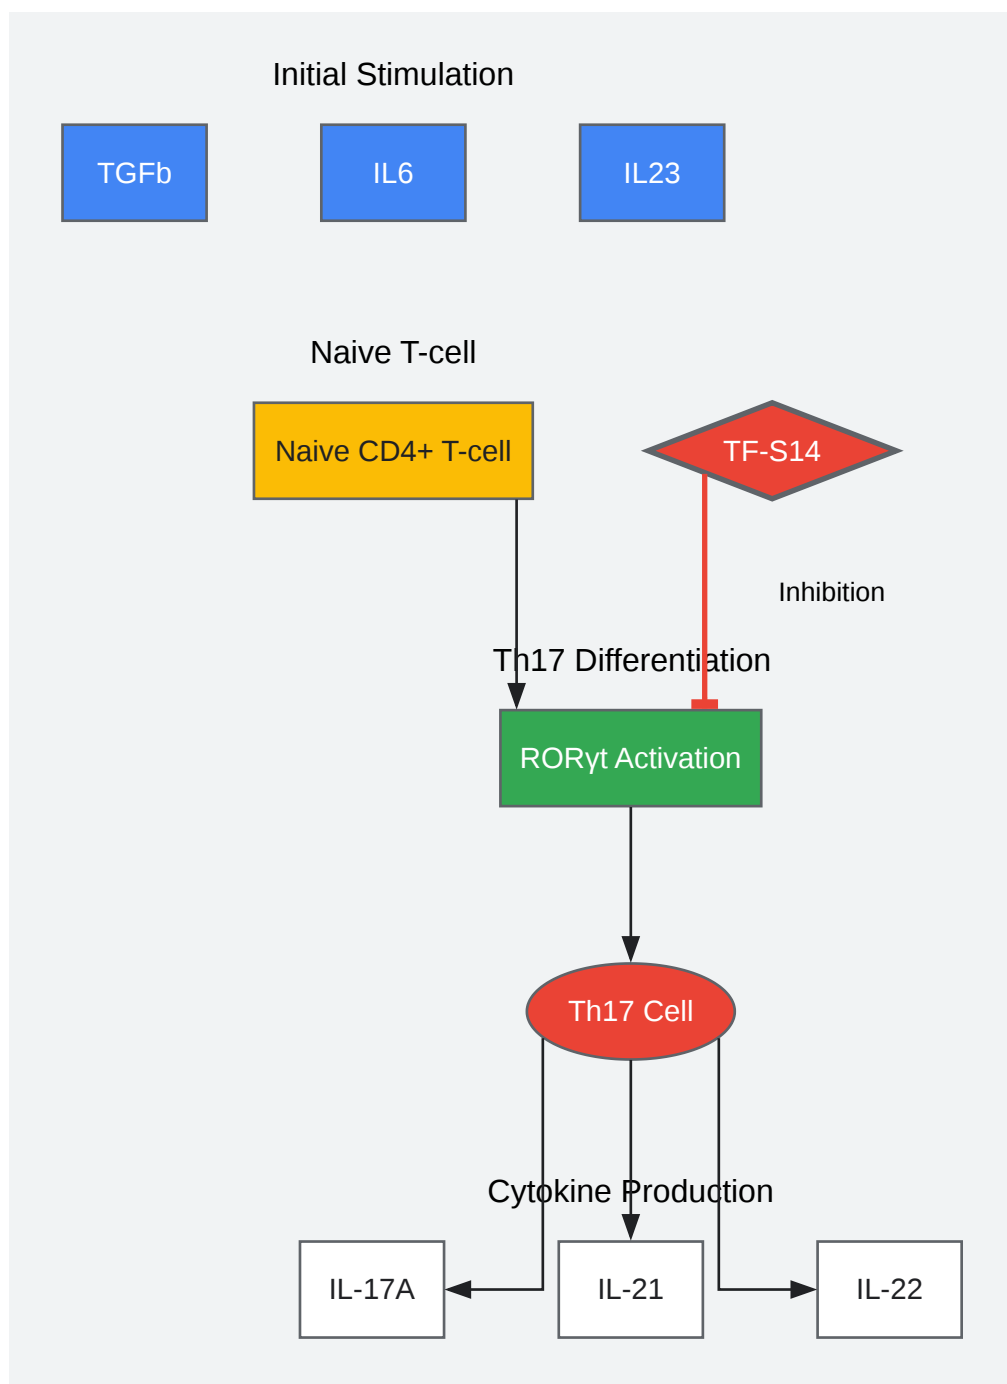 Initial Stimulation
TGFb
IL6
IL23
Naive T-cell
Naive CD4+ T-cell
TF-S14
Inhibition
Th17 Differentiation
RORγt Activation
Th17 Cell
Cytokine Production
IL-17A
IL-21
IL-22